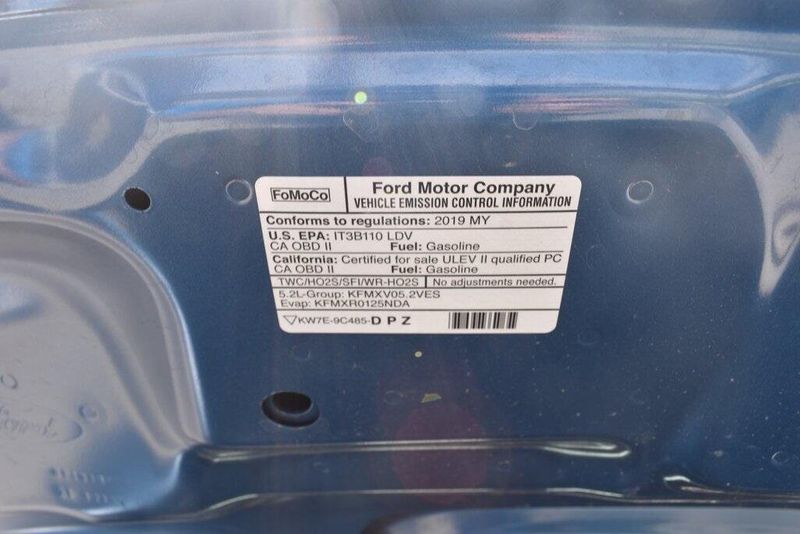 FoMoCo
Ford Motor Company
VEHICLE EMISSION CONTROL INFORMATION
Conforms to regulations: 2019 MY
U.S. EPA: IT3B110 LDV
CA OBD II Fuel: Gasoline
California: Certified for sale ULEV II qualified PC
CA OBD II Fuel: Gasoline
TWC/HO2S/SFI/WR-HO2S No adjustments needed.
5.2L-Group: KFMXV05.2VES
Evap: KFMXR0125NDA
KW7E-9C485-D P Z